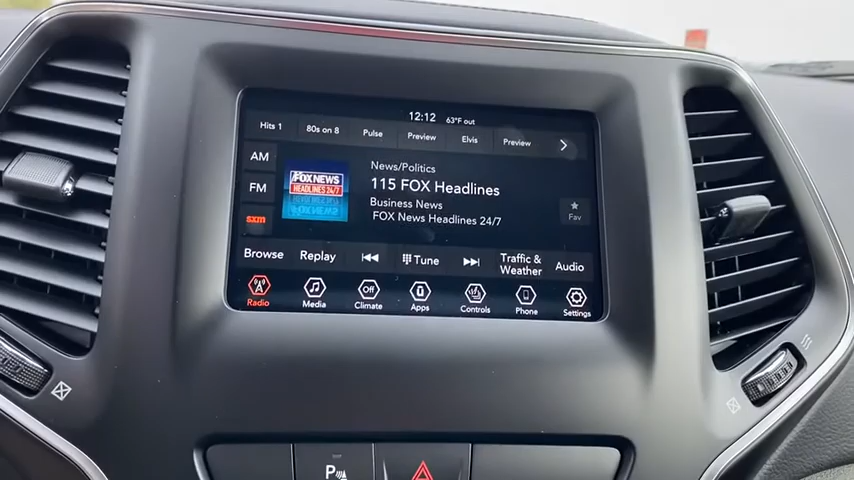 12:12 63°F out
Hits 1 80s on 8 Pulse Preview Elvis Preview
AM
FM
sxm
FOX NEWS
HEADLINES 24/7
News/Politics
115 FOX Headlines
Business News
FOX News Headlines 24/7
Fav
Browse Replay Tune Traffic & Weather Audio
Radio Media Off Climate Apps Controls Phone Settings
P